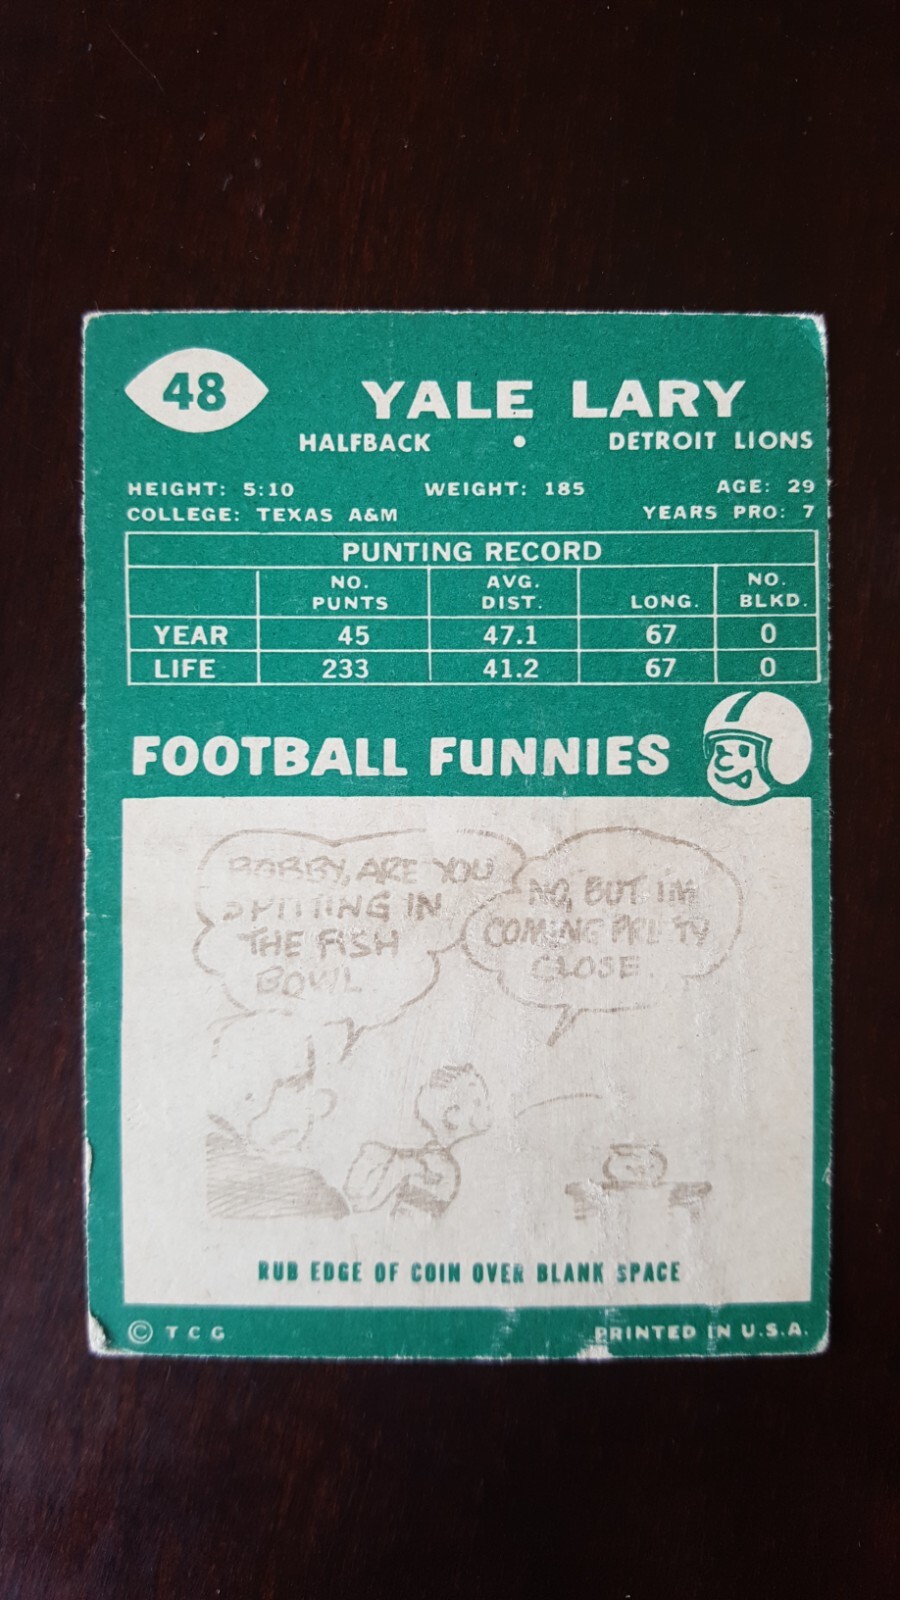 48
YALE LARY
HALFBACK • DETROIT LIONS
HEIGHT: 5:10 WEIGHT: 185 AGE: 29
COLLEGE: TEXAS A&M YEARS PRO: 7
PUNTING RECORD
NO. PUNTS AVG. DIST. LONG. NO. BLKD.
YEAR 45 47.1 67 0
LIFE 233 41.2 67 0
FOOTBALL FUNNIES
BOBBY, ARE YOU
SPITTING IN
THE FISH
BOWL
NO, BUT I'M
COMING PRETTY
CLOSE.
RUB EDGE OF COIN OVER BLANK SPACE
© T C G PRINTED IN U.S.A.